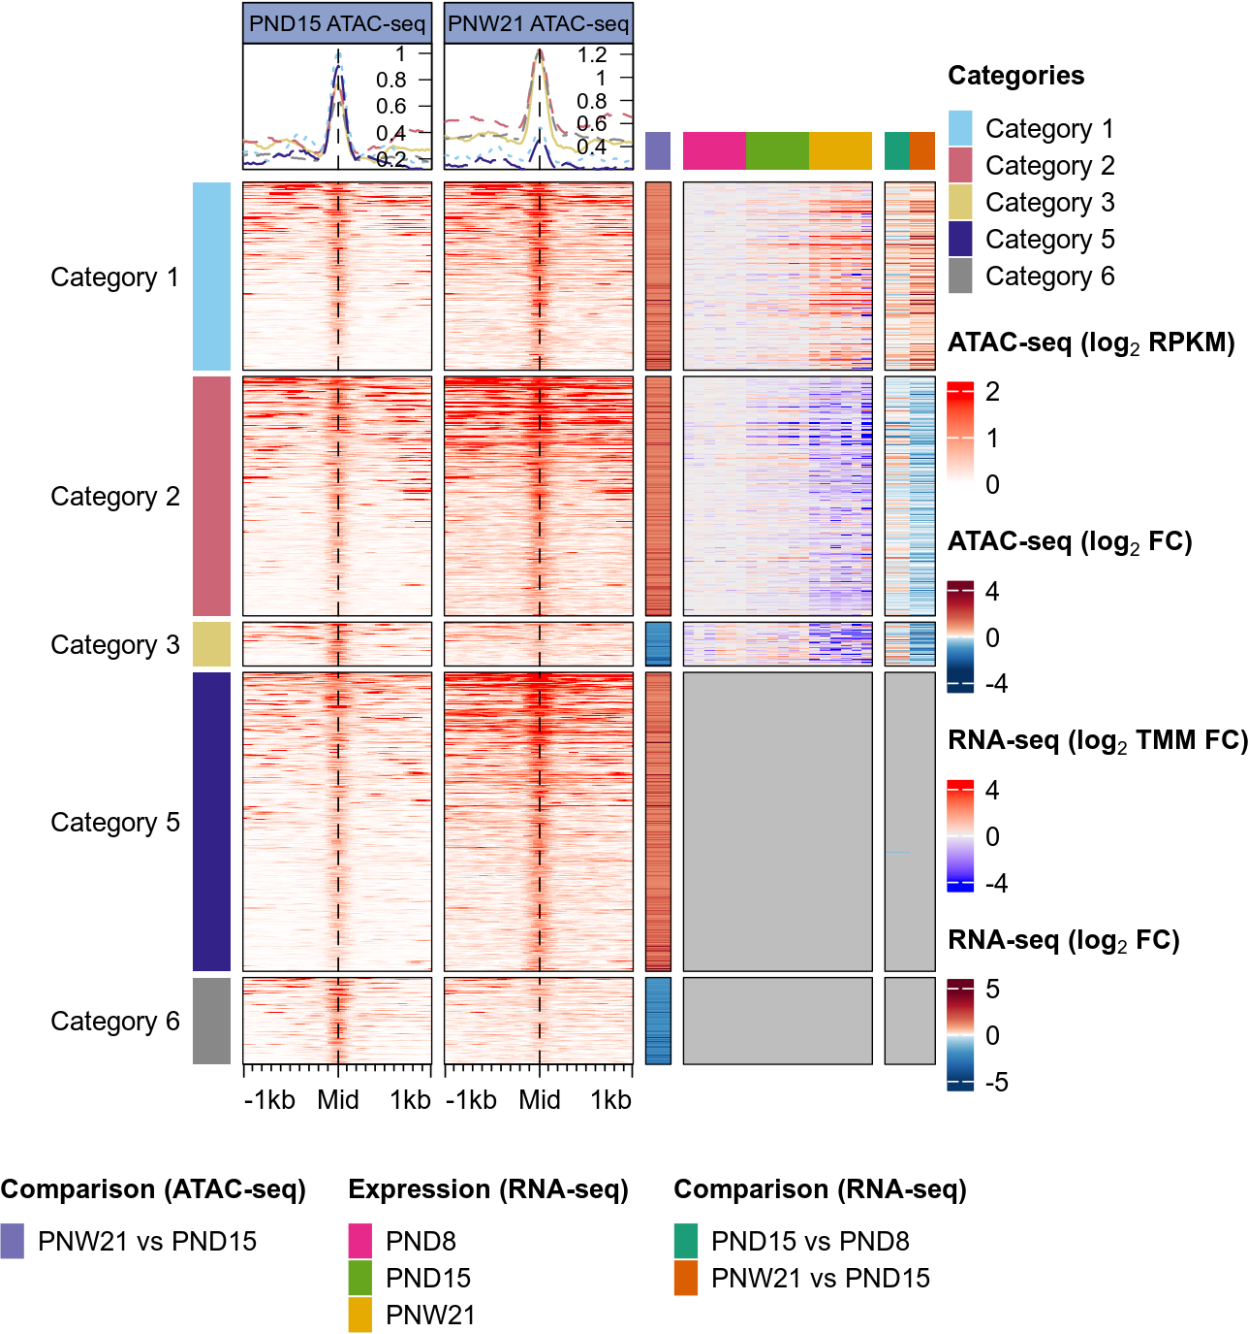 PND15 ATAC-seq
PNW21 ATAC-seq
1
0.8
0.6
0.4
0.2
1.2
1
0.8
0.6
0.4
Category 1
Category 2
Category 3
Category 5
Category 6
-1kb Mid 1kb
-1kb Mid 1kb
Categories
Category 1
Category 2
Category 3
Category 5
Category 6
ATAC-seq (log₂ RPKM)
2
1
0
ATAC-seq (log₂ FC)
4
0
-4
RNA-seq (log₂ TMM FC)
4
0
-4
RNA-seq (log₂ FC)
5
0
-5
Comparison (ATAC-seq)
PNW21 vs PND15
Expression (RNA-seq)
PND8
PND15
PNW21
Comparison (RNA-seq)
PND15 vs PND8
PNW21 vs PND15